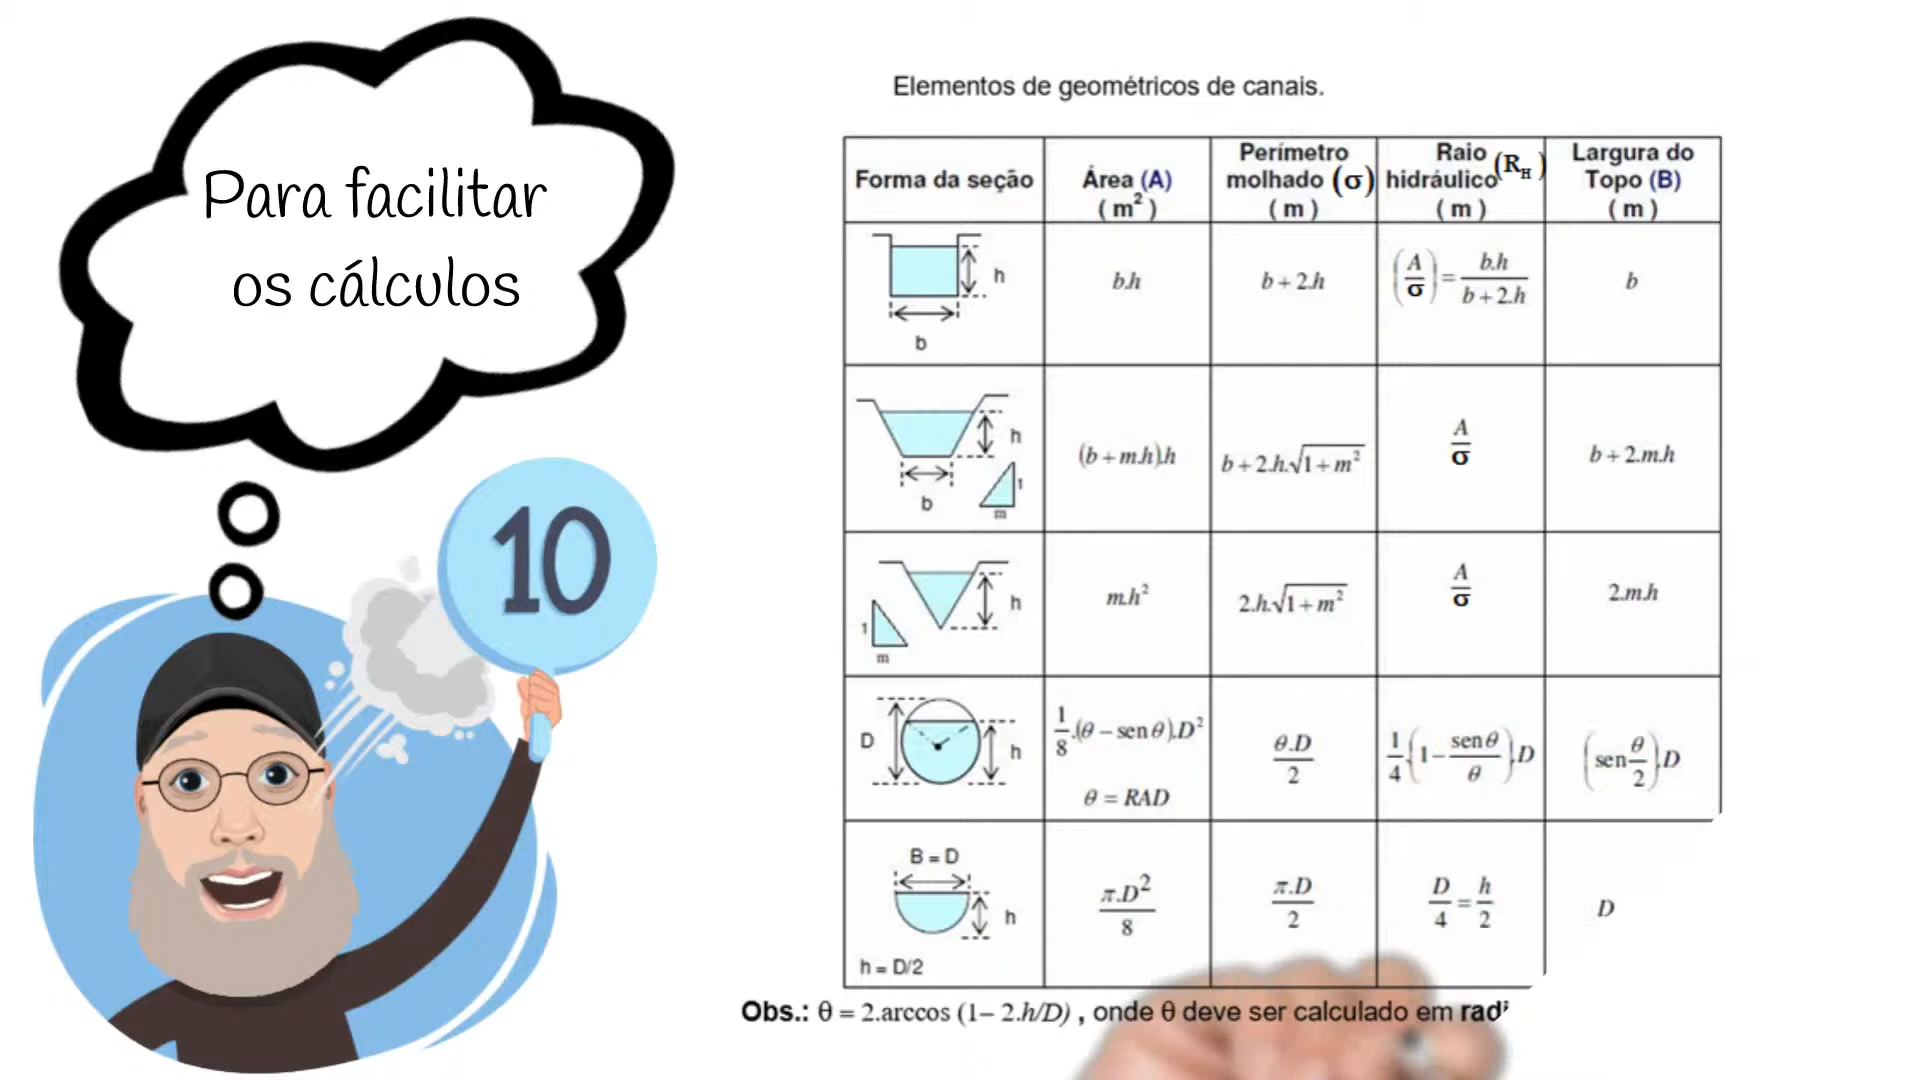 Para facilitar
os cálculos
10
Elementos de geométricos de canais.
Forma da seção
Área (A)
( m² )
Perímetro
molhado (σ)
( m )
Raio
hidráulico (R_H)
( m )
Largura do
Topo (B)
( m )
h
b
b.h
b + 2.h
(A/σ) = b.h/(b + 2.h)
b
h
b
1
m
(b + m.h).h
b + 2.h.√(1 + m²)
A/σ
b + 2.m.h
h
1
m
m.h²
2.h.√(1 + m²)
A/σ
2.m.h
D
h
1/8.(θ − sen θ).D²
θ = RAD
θ.D/2
1/4.(1 − sen θ/θ).D
(sen θ/2).D
B = D
h
h = D/2
π.D²/8
π.D/2
D/4 = h/2
D
Obs.: θ = 2.arccos (1– 2.h/D) , onde θ deve ser calculado em rad